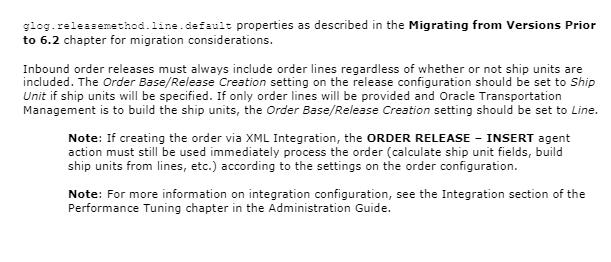 glog.releasemethod.line.default properties as described in the Migrating from Versions Prior
to 6.2 chapter for migration considerations.
Inbound order releases must always include order lines regardless of whether or not ship units are
included. The Order Base/Release Creation setting on the release configuration should be set to Ship
Unit if ship units will be specified. If only order lines will be provided and Oracle Transportation
Management is to build the ship units, the Order Base/Release Creation setting should be set to Line.
Note: If creating the order via XML Integration, the ORDER RELEASE – INSERT agent
action must still be used immediately process the order (calculate ship unit fields, build
ship units from lines, etc.) according to the settings on the order configuration.
Note: For more information on integration configuration, see the Integration section of the
Performance Tuning chapter in the Administration Guide.